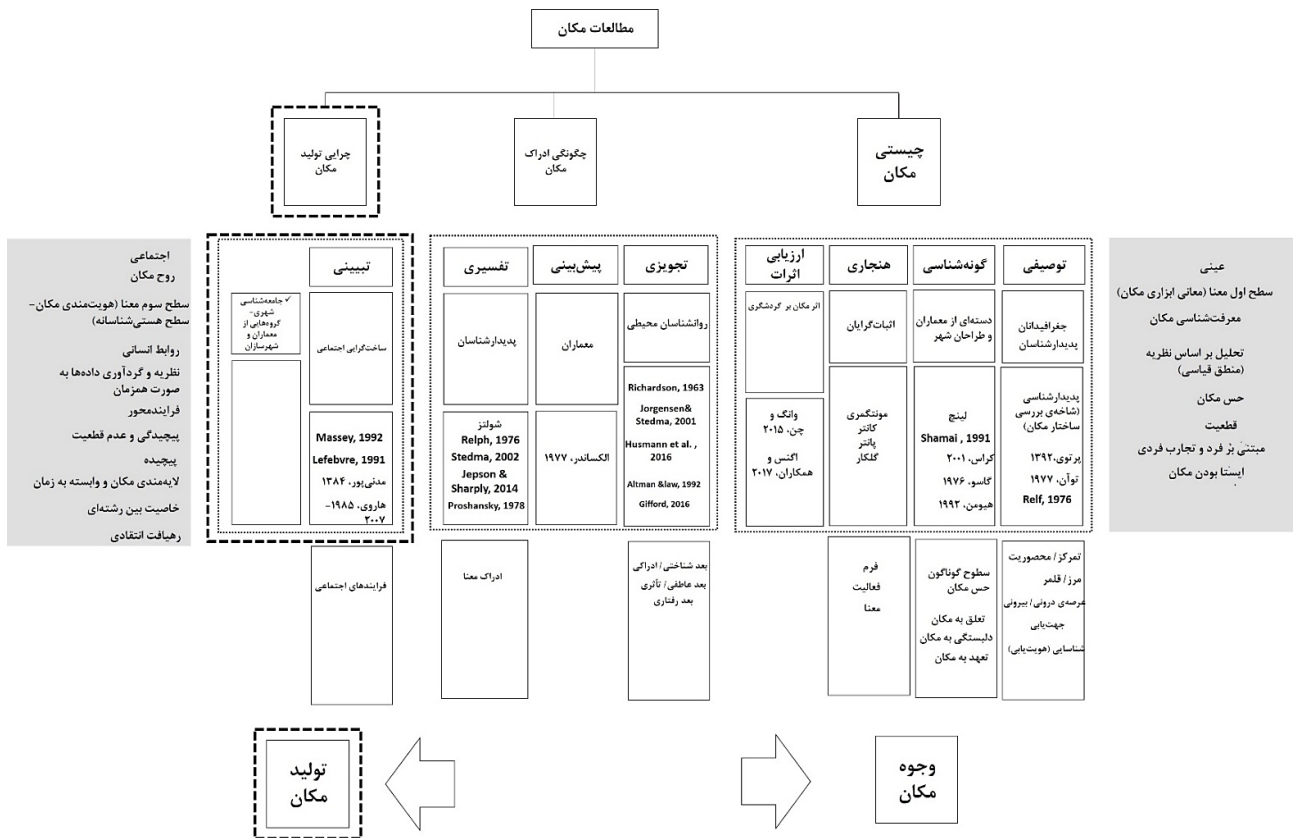 مطالعات مکان
چیستی
مکان
چگونگی ادراک
مکان
چرایی تولید
مکان
عینی
سطح اول معنا (معانی ابزاری مکان)
معرفت‌شناسی مکان
تحلیل بر اساس نظریه
(منطق قیاسی)
حس مکان
قطعیت
مبتنی بر فرد و تجارب فردی
ایستا بودن مکان
توصیفی
جغرافیدانان
پدیدارشناسان
پدیدارشناسی
(شاخه‌ی بررسی
ساختار مکان)
پرتوی، ۱۳۹۲
توآن، ۱۹۷۷
Relf, 1976
تمرکز / محصوریت
مرز / قلمر
عرصه‌ی درونی / بیرونی
جهت‌یابی
شناسایی (هویت‌یابی)
گونه‌شناسی
دسته‌ای از معماران
و طراحان شهر
لینچ
Shamai , 1991
کراس، ۲۰۰۱
گاسو، ۱۹۷۶
هیومن، ۱۹۹۲
سطوح گوناگون
حس مکان
تعلق به مکان
دلبستگی به مکان
تعهد به مکان
هنجاری
اثبات‌گرایان
مونتگمری
کانتر
پانتر
گلکار
فرم
فعالیت
معنا
ارزیابی
اثرات
اثر مکان بر گردشگری
وانگ و
چن، ۲۰۱۵
اگنس و
همکاران، ۲۰۱۷
تجویزی
روانشناسان محیطی
Richardson, 1963
Jorgensen&
Stedma, 2001
Husmann et al. ,
2016
Altman &law, 1992
Gifford, 2016
بعد شناختی / ادراکی
بعد عاطفی / تأثری
بعد رفتاری
پیش‌بینی
معماران
الکساندر، ۱۹۷۷
تفسیری
پدیدارشناسان
شولتز
Relph, 1976
Stedma, 2002
Jepson &
Sharply, 2014
Proshansky, 1978
ادراک معنا
تبیینی
ساخت‌گرایی اجتماعی
Massey, 1992
Lefebvre, 1991
مدنی‌پور، ۱۳۸۴
هاروی، ۱۹۸۵-
۲۰۰۷
فرایندهای اجتماعی
✓ جامعه‌شناسی
شهری-
گروه‌هایی از
معماران و
شهرسازان
اجتماعی
روح مکان
سطح سوم معنا (هویت‌مندی مکان-
سطح هستی‌شناسانه)
روابط انسانی
نظریه و گردآوری داده‌ها به
صورت همزمان
فرایندمحور
پیچیدگی و عدم قطعیت
پیچیده
لایه‌مندی مکان و وابسته به زمان
خاصیت بین رشته‌ای
رهیافت انتقادی
وجوه
مکان
تولید
مکان